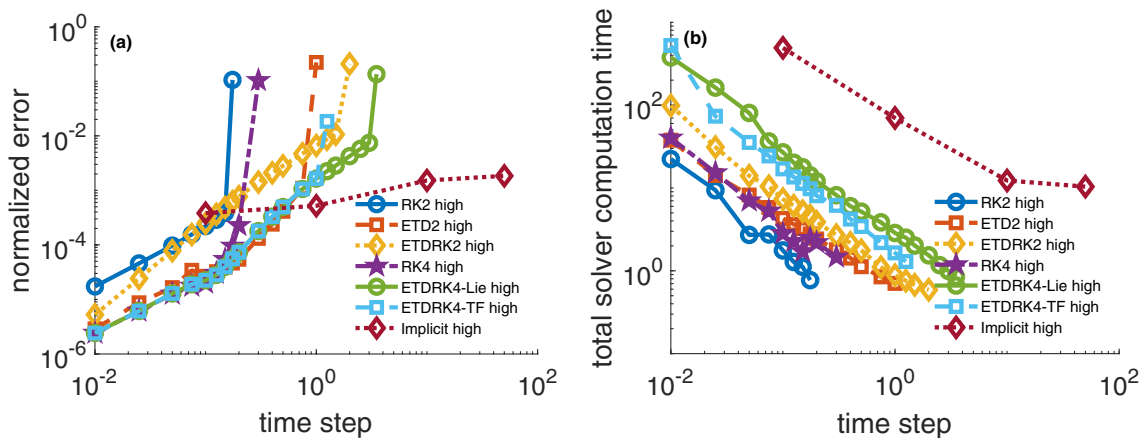 (a)
normalized error
10^0
10^-2
10^-4
10^-6
10^-2
10^0
10^2
time step
RK2 high
ETD2 high
ETDRK2 high
RK4 high
ETDRK4-Lie high
ETDRK4-TF high
Implicit high
(b)
total solver computation time
10^2
10^0
10^-2
10^0
10^2
time step
RK2 high
ETD2 high
ETDRK2 high
RK4 high
ETDRK4-Lie high
ETDRK4-TF high
Implicit high